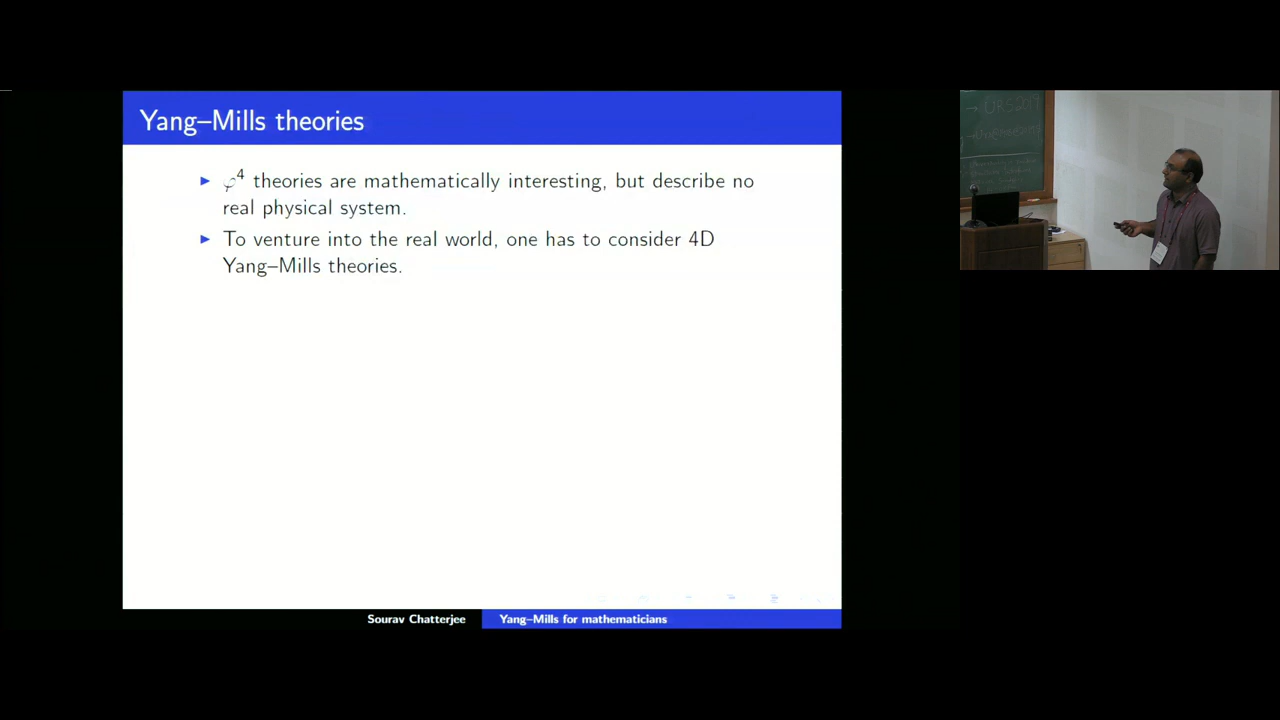 Yang–Mills theories
► φ⁴ theories are mathematically interesting, but describe no
real physical system.
► To venture into the real world, one has to consider 4D
Yang–Mills theories.
Sourav Chatterjee
Yang–Mills for mathematicians